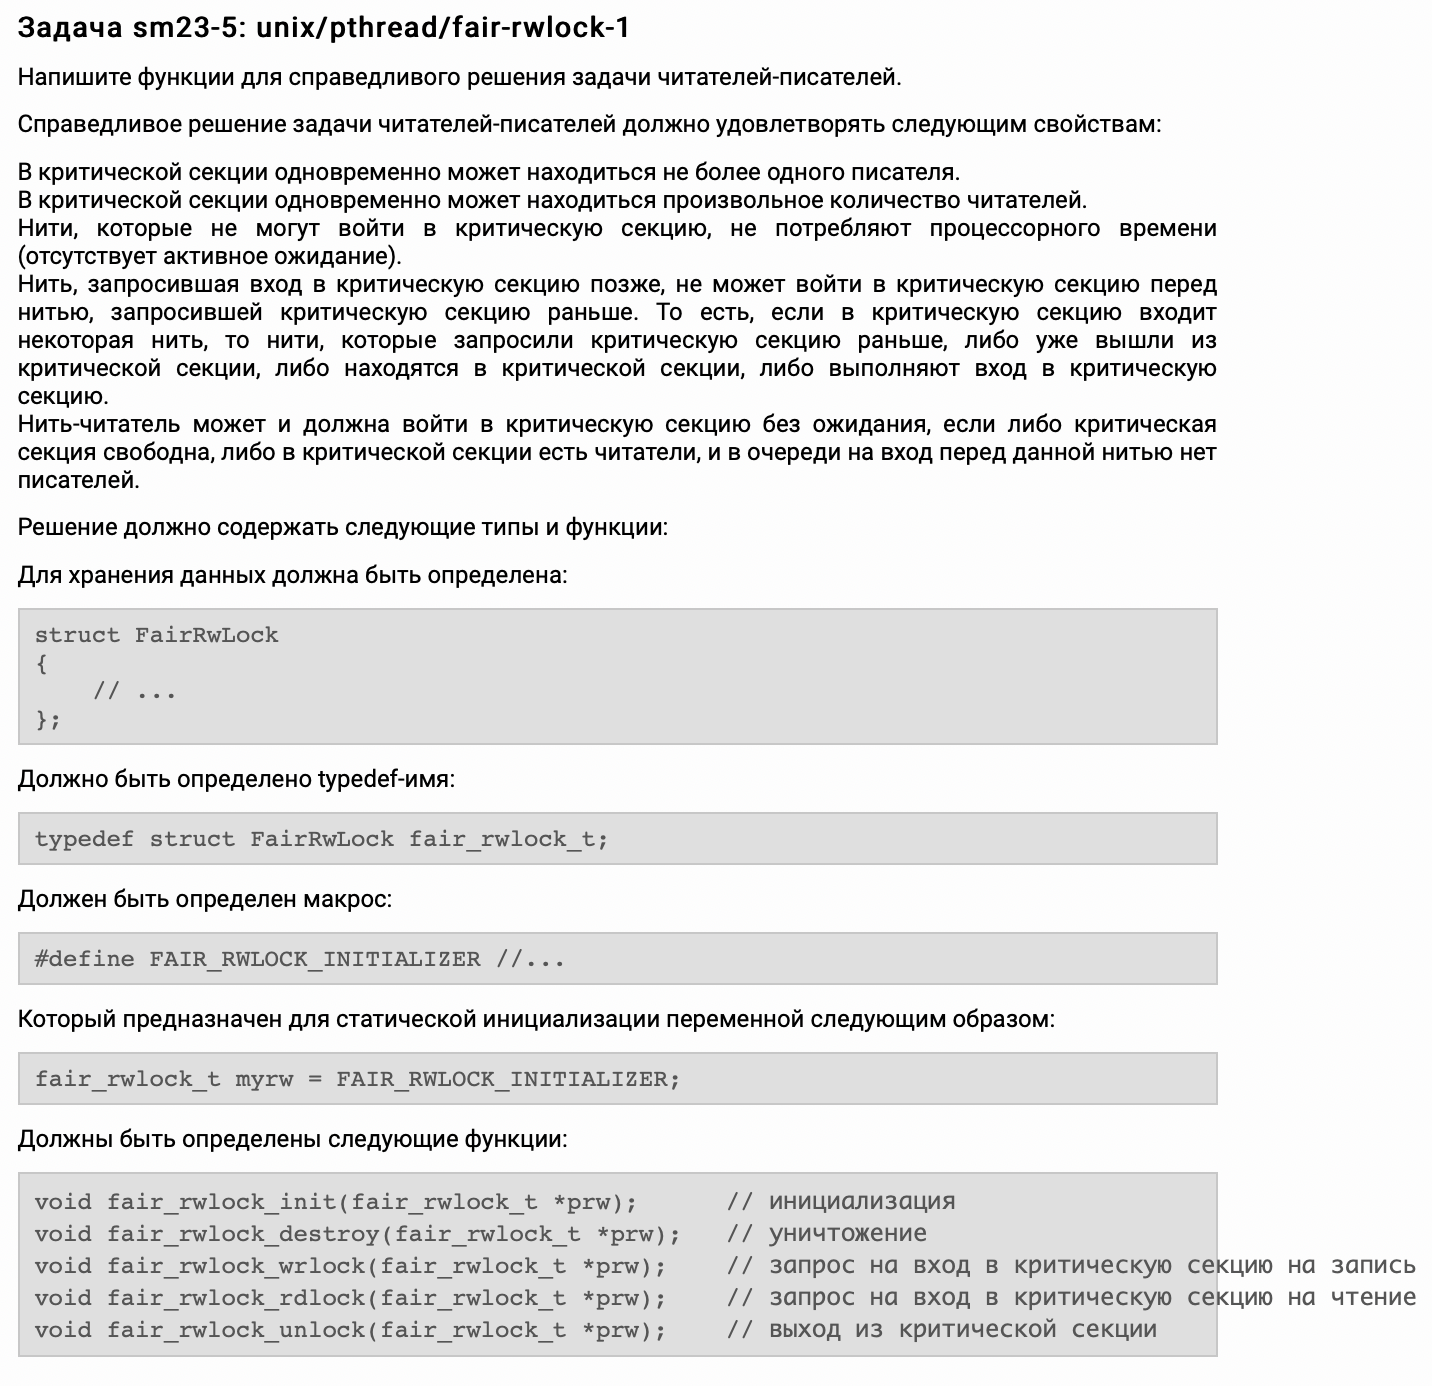 Задача sm23-5: unix/pthread/fair-rwlock-1
Напишите функции для справедливого решения задачи читателей-писателей.
Справедливое решение задачи читателей-писателей должно удовлетворять следующим свойствам:
В критической секции одновременно может находиться не более одного писателя.
В критической секции одновременно может находиться произвольное количество читателей.
Нити, которые не могут войти в критическую секцию, не потребляют процессорного времени
(отсутствует активное ожидание).
Нить, запросившая вход в критическую секцию позже, не может войти в критическую секцию перед
нитью, запросившей критическую секцию раньше. То есть, если в критическую секцию входит
некоторая нить, то нити, которые запросили критическую секцию раньше, либо уже вышли из
критической секции, либо находятся в критической секции, либо выполняют вход в критическую
секцию.
Нить-читатель может и должна войти в критическую секцию без ожидания, если либо критическая
секция свободна, либо в критической секции есть читатели, и в очереди на вход перед данной нитью нет
писателей.
Решение должно содержать следующие типы и функции:
Для хранения данных должна быть определена:
struct FairRwLock
{
    // ...
};
Должно быть определено typedef-имя:
typedef struct FairRwLock fair_rwlock_t;
Должен быть определен макрос:
#define FAIR_RWLOCK_INITIALIZER //...
Который предназначен для статической инициализации переменной следующим образом:
fair_rwlock_t myrw = FAIR_RWLOCK_INITIALIZER;
Должны быть определены следующие функции:
void fair_rwlock_init(fair_rwlock_t *prw);     // инициализация
void fair_rwlock_destroy(fair_rwlock_t *prw);  // уничтожение
void fair_rwlock_wrlock(fair_rwlock_t *prw);   // запрос на вход в критическую секцию на запись
void fair_rwlock_rdlock(fair_rwlock_t *prw);   // запрос на вход в критическую секцию на чтение
void fair_rwlock_unlock(fair_rwlock_t *prw);   // выход из критической секции